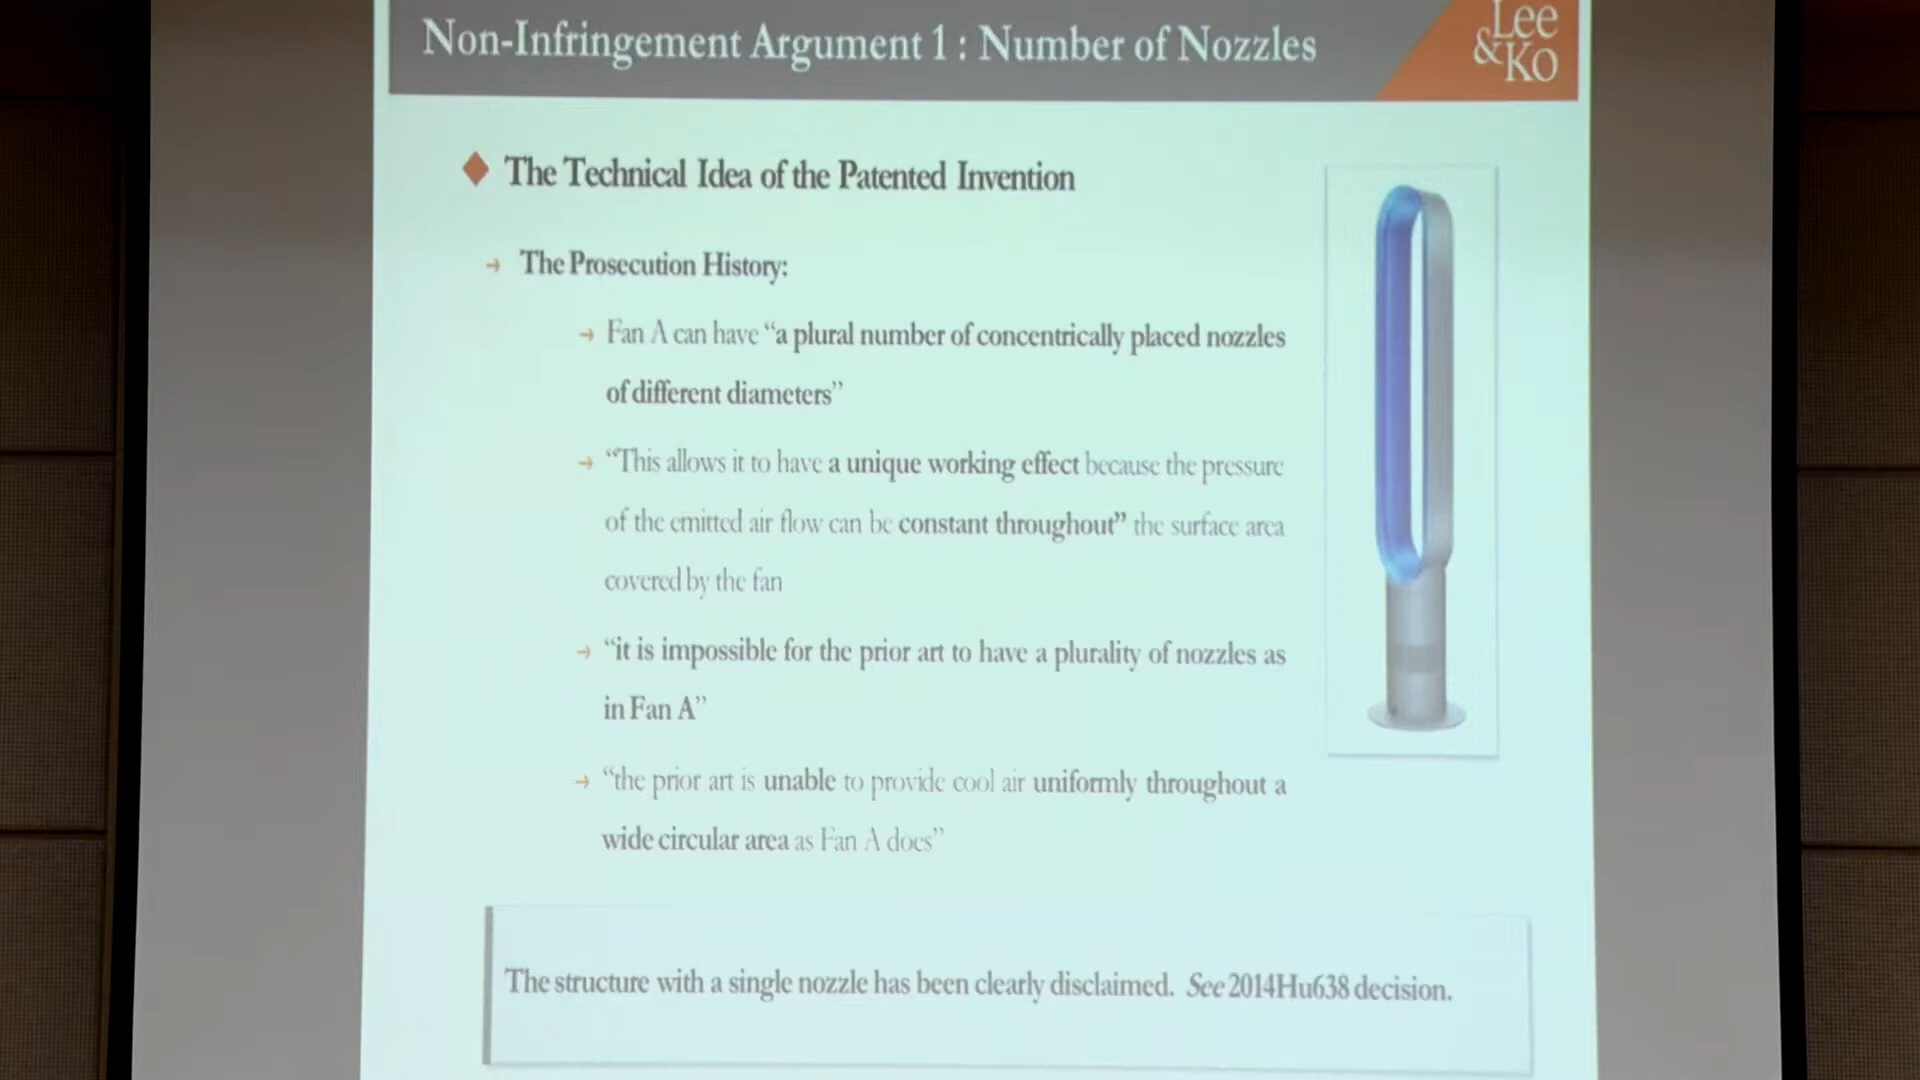 Non-Infringement Argument 1 : Number of Nozzles
Lee
&KO
The Technical Idea of the Patented Invention
The Prosecution History:
Fan A can have “a plural number of concentrically placed nozzles
of different diameters”
“This allows it to have a unique working effect because the pressure
of the emitted air flow can be constant throughout” the surface area
covered by the fan
“it is impossible for the prior art to have a plurality of nozzles as
in Fan A”
“the prior art is unable to provide cool air uniformly throughout a
wide circular area as Fan A does”
The structure with a single nozzle has been clearly disclaimed. See 2014Hu638 decision.